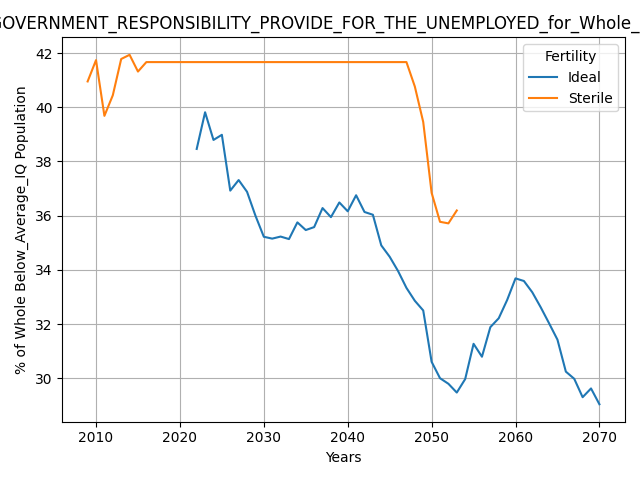 GOVERNMENT_RESPONSIBILITY_PROVIDE_FOR_THE_UNEMPLOYED_for_Whole_
Fertility
Ideal
Sterile
% of Whole Below_Average_IQ Population
42
40
38
36
34
32
30
2010
2020
2030
2040
2050
2060
2070
Years